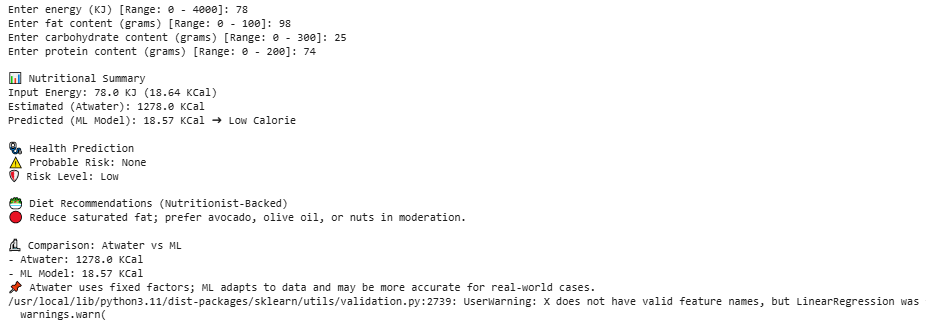 Enter energy (KJ) [Range: 0 - 4000]: 78
Enter fat content (grams) [Range: 0 - 100]: 98
Enter carbohydrate content (grams) [Range: 0 - 300]: 25
Enter protein content (grams) [Range: 0 - 200]: 74
📊 Nutritional Summary
Input Energy: 78.0 KJ (18.64 KCal)
Estimated (Atwater): 1278.0 KCal
Predicted (ML Model): 18.57 KCal → Low Calorie
🩺 Health Prediction
⚠️ Probable Risk: None
🛡️ Risk Level: Low
🥗 Diet Recommendations (Nutritionist-Backed)
🔴 Reduce saturated fat; prefer avocado, olive oil, or nuts in moderation.
🔬 Comparison: Atwater vs ML
- Atwater: 1278.0 KCal
- ML Model: 18.57 KCal
📌 Atwater uses fixed factors; ML adapts to data and may be more accurate for real-world cases.
/usr/local/lib/python3.11/dist-packages/sklearn/utils/validation.py:2739: UserWarning: X does not have valid feature names, but LinearRegression was
warnings.warn(